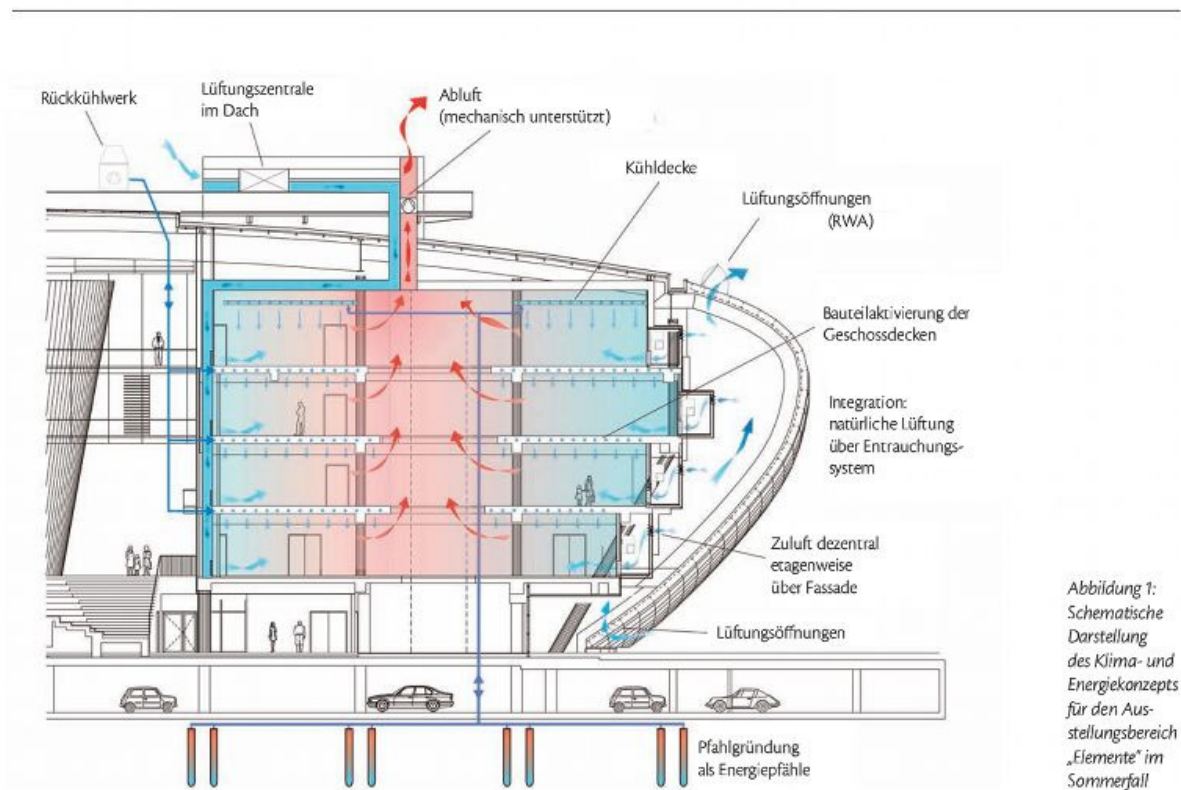 Rückkühlwerk
Lüftungszentrale
im Dach
Abluft
(mechanisch unterstützt)
Kühldecke
Lüftungsöffnungen
(RWA)
Bauteilaktivierung der
Geschossdecken
Integration:
natürliche Lüftung
über Entrauchungs-
system
Zuluft dezentral
etagenweise
über Fassade
Lüftungsöffnungen
Pfahlgründung
als Energiepfähle
Abbildung 1:
Schematische
Darstellung
des Klima- und
Energiekonzepts
für den Aus-
stellungsbereich
„Elemente" im
Sommerfall